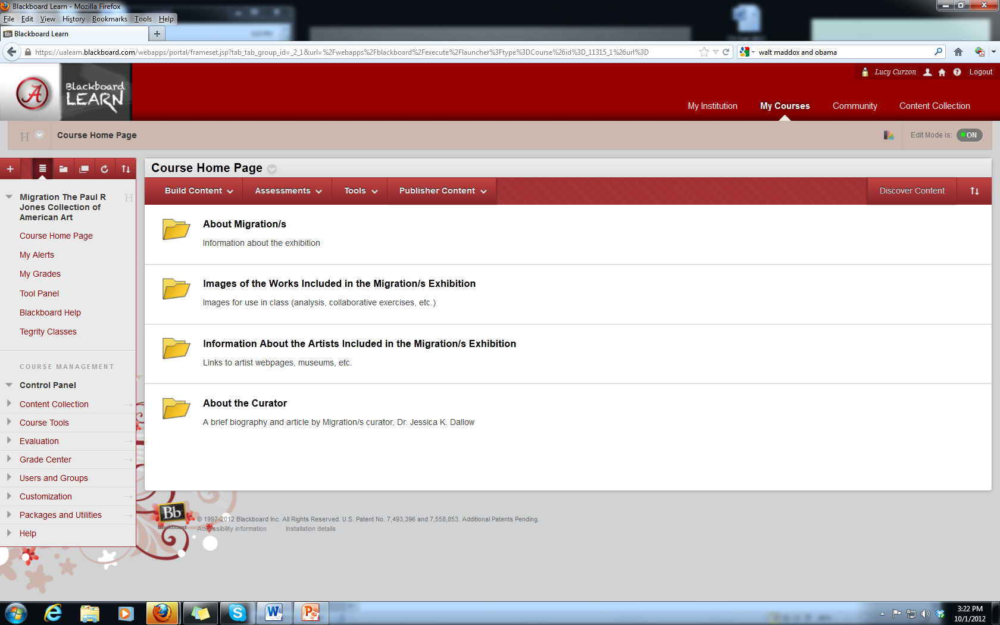 Blackboard Learn - Mozilla Firefox
File Edit View History Bookmarks Tools Help
Blackboard Learn
https://ualearn.blackboard.com/webapps/portal/frameset.jsp?tab_tab_group_id=_2_1&url=%2Fwebapps%2Fblackboard%2Fexecute%2Flauncher%3Ftype%3DCourse%26id%3D_11315_1%26url%3D
walt maddox and obama
A
Blackboard
LEARN
Lucy Curzon
Logout
My Institution My Courses Community Content Collection
H Course Home Page
Edit Mode is: ON
Migration The Paul R
Jones Collection of
American Art
H
Course Home Page
My Alerts
My Grades
Tool Panel
Blackboard Help
Tegrity Classes
COURSE MANAGEMENT
Control Panel
Content Collection
Course Tools
Evaluation
Grade Center
Users and Groups
Customization
Packages and Utilities
Help
Course Home Page
Build Content Assessments Tools Publisher Content Discover Content
About Migration/s
Information about the exhibition
Images of the Works Included in the Migration/s Exhibition
Images for use in class (analysis, collaborative exercises, etc.)
Information About the Artists Included in the Migration/s Exhibition
Links to artist webpages, museums, etc.
About the Curator
A brief biography and article by Migration/s curator, Dr. Jessica K. Dallow
Bb
Blackboard
© 1997-2012 Blackboard Inc. All Rights Reserved. U.S. Patent No. 7,493,396 and 7,558,853. Additional Patents Pending.
Accessibility information Installation details
3:22 PM
10/1/2012